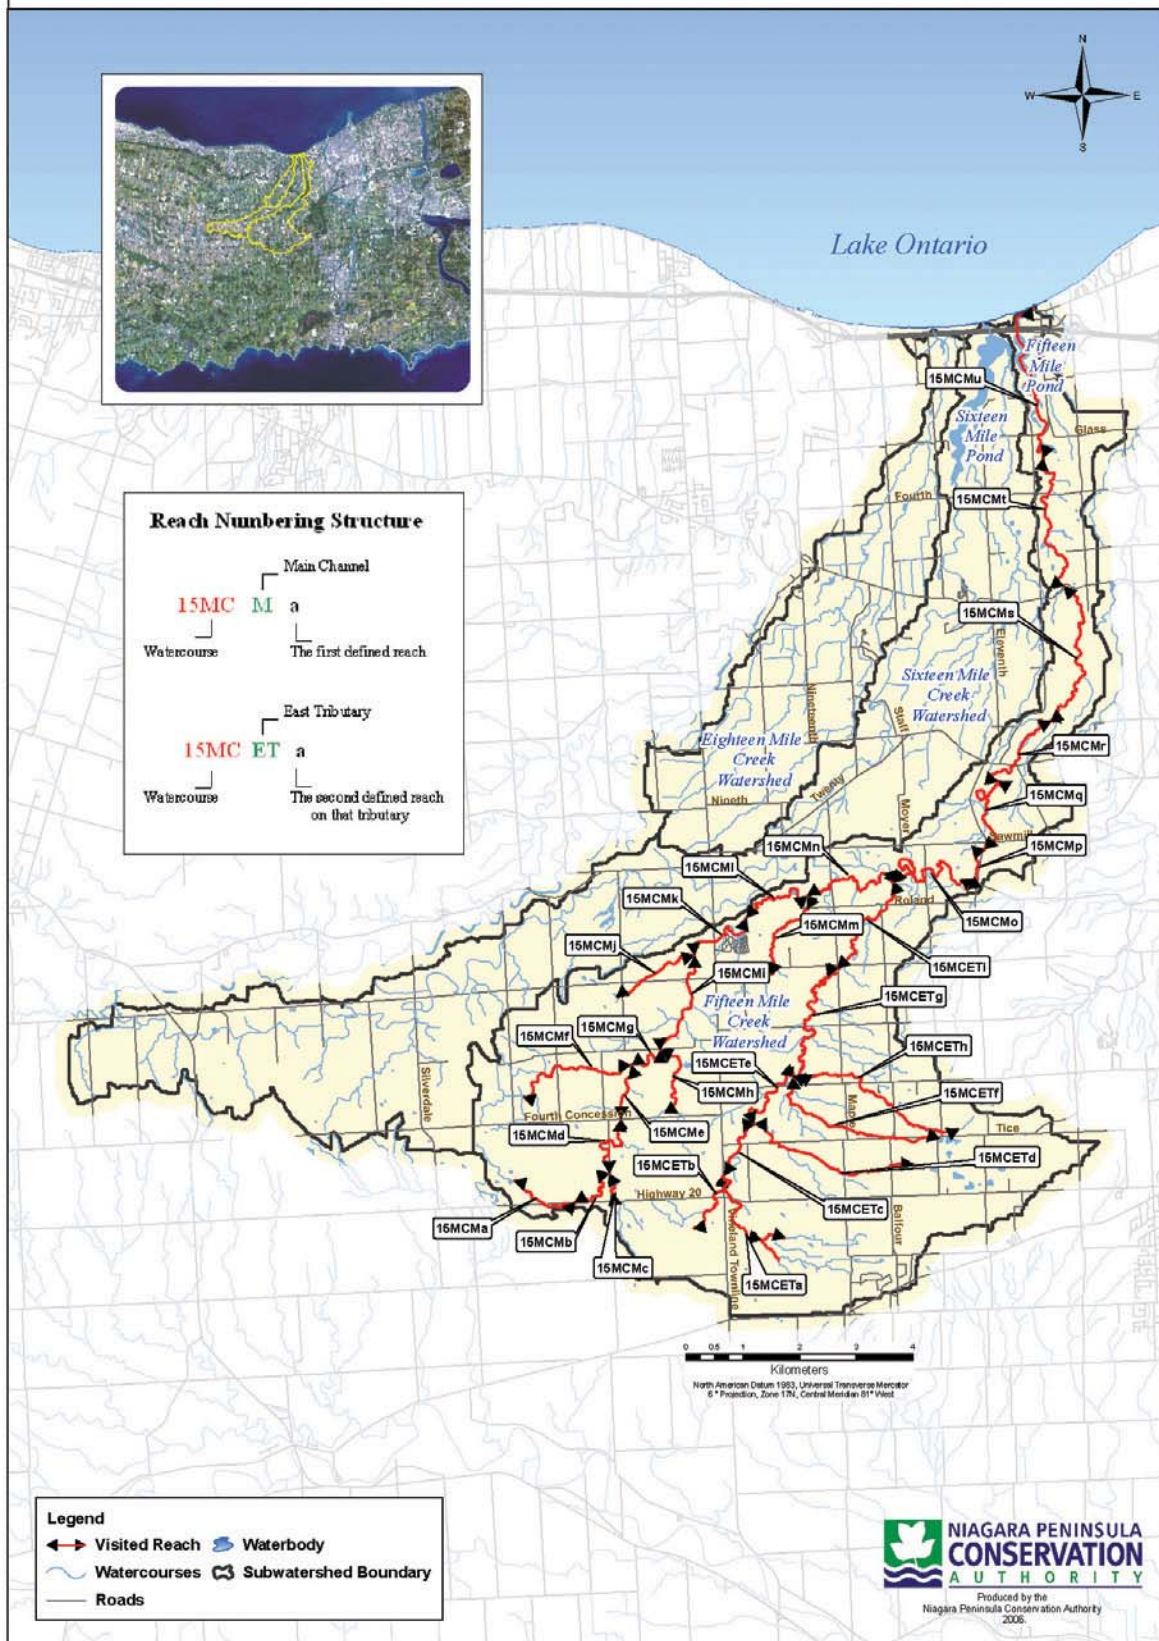 N
W E
S
Lake Ontario
Fifteen
Mile
Pond
15MCMu
Sixteen
Mile
Pond
Glass
Fourth
15MCMt
Reach Numbering Structure
Main Channel
15MC M a
Watercourse The first defined reach
East Tributary
15MC ET a
Watercourse The second defined reach
on that tributary
15MCMs
Eleventh
Sixteen Mile
Creek
Watershed
Nineteenth
Staff
Eighteen Mile
Creek
Watershed
15MCMr
Nineth
Twenty
Moyer
15MCMq
Sawmill
15MCMp
15MCMn
15MCMl
Roland
15MCMk
15MCMo
15MCMm
15MCMj
15MCETi
15MCMi
15MCETg
Fifteen Mile
Creek
Watershed
15MCMg
15MCMf
15MCETh
15MCETe
Silverdale
15MCMh
15MCETf
Maple
Fourth Concession
Tice
15MCMe
15MCMd
15MCETd
15MCETb
Highway 20
15MCETc
Balfour
15MCMa
15MCMb
15MCMc
15MCETa
Townline
0 0.5 1 2 3 4
Kilometers
North American Datum 1983, Universal Transverse Mercator
6° Projection, Zone 17N, Central Meridian 81° West
Legend
Visited Reach Waterbody
Watercourses Subwatershed Boundary
Roads
NIAGARA PENINSULA
CONSERVATION
AUTHORITY
Produced by the
Niagara Peninsula Conservation Authority
2006.